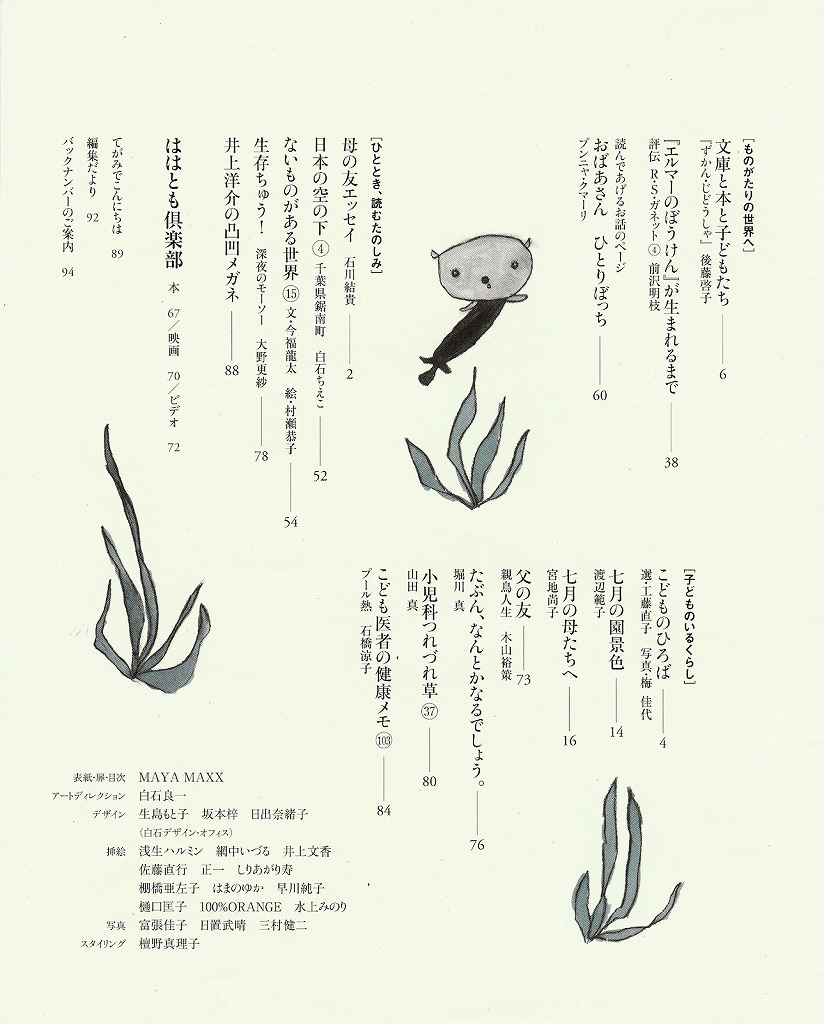 [ものがたりの世界へ]
文庫と本と子どもたち――6
『ずかん・じどうしゃ』 後藤啓子
『エルマーのぼうけん』が生まれるまで――38
評伝 R・S・ガネット④ 前沢明枝
読んであげるお話のページ
おばあさん ひとりぼっち――60
プンニャ・クマーリ
[ひととき、読むたのしみ]
母の友エッセイ 石川結貴――2
日本の空の下④ 千葉県鋸南町 白石ちえこ――52
ないものがある世界⑮ 文・今福龍太 絵・村瀬恭子――54
生存ちゅう! 深夜のモーソー 大野更紗――78
井上洋介の凸凹メガネ――88
ははとも倶楽部 本 67/映画 70/ビデオ 72
てがみでこんにちは 89
編集だより 92
バックナンバーのご案内 94
[子どものいるくらし]
こどものひろば――4
選・工藤直子 写真・梅 佳代
七月の園景色――14
渡辺範子
七月の母たちへ――16
宮地尚子
父の友――73
親鳥人生 木山裕策
たぶん、なんとかなるでしょう。――76
堀川 真
小児科つれづれ草㊲――80
山田 真
こども医者の健康メモ(103)――84
プール熱 石橋涼子
表紙・扉・目次 MAYA MAXX
アートディレクション 白石良一
デザイン 生島もと子 坂本梓 日出奈緒子
(白石デザイン・オフィス)
挿絵 浅生ハルミン 網中いづる 井上文香
佐藤直行 正一 しりあがり寿
棚橋亜左子 はまのゆか 早川純子
樋口匡子 100%ORANGE 水上みのり
写真 富張佳子 日置武晴 三村健二
スタイリング 檀野真理子